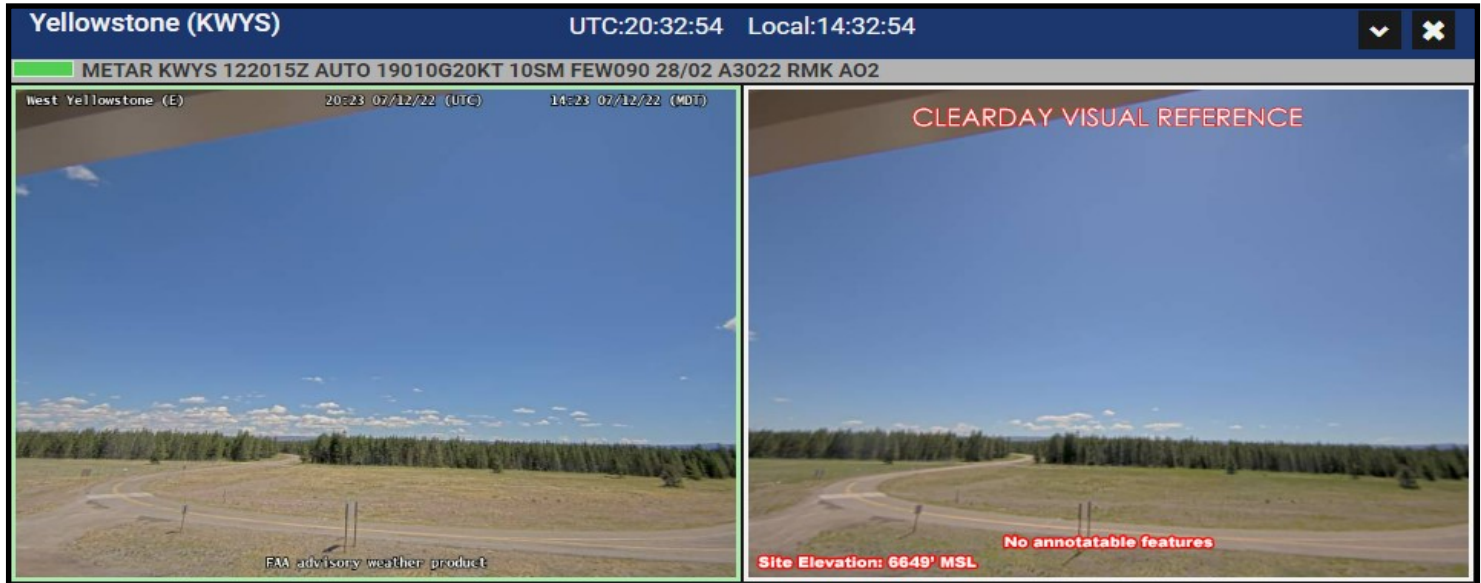 Yellowstone (KWYS)
UTC:20:32:54 Local:14:32:54
METAR KWYS 122015Z AUTO 19010G20KT 10SM FEW090 28/02 A3022 RMK AO2
West Yellowstone (E) 20:23 07/12/22 (UTC) 14:23 07/12/22 (MDT)
FAA advisory weather product
CLEARDAY VISUAL REFERENCE
No annotatable features
Site Elevation: 6649' MSL